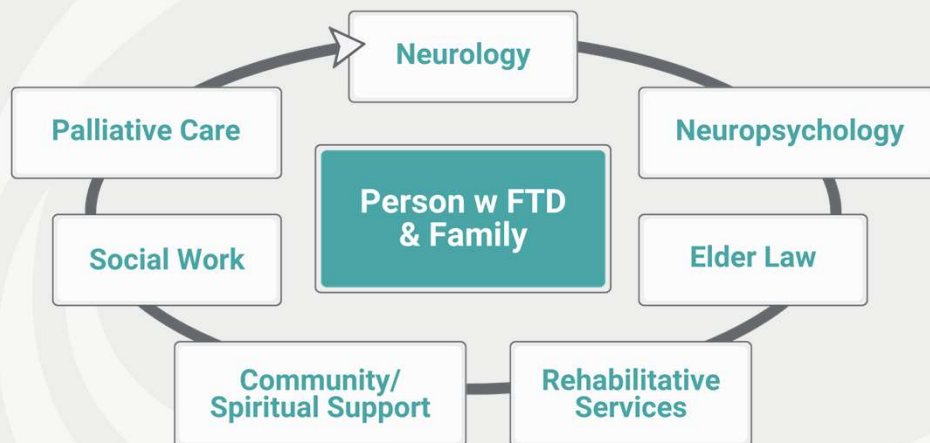 Neurology
Palliative Care
Neuropsychology
Person w FTD
& Family
Social Work
Elder Law
Community/
Spiritual Support
Rehabilitative
Services